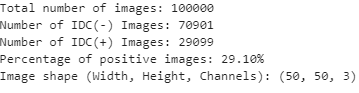 Total number of images: 100000
Number of IDC(-) Images: 70901
Number of IDC(+) Images: 29099
Percentage of positive images: 29.10%
Image shape (Width, Height, Channels): (50, 50, 3)